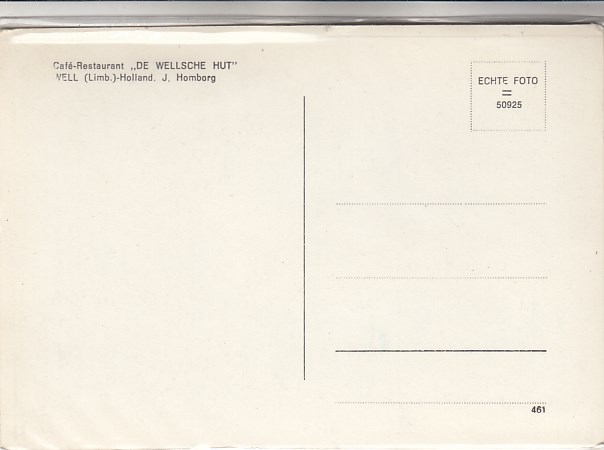 Café-Restaurant „DE WELLSCHE HUT"
WELL (Limb.)-Holland. J. Homborg
ECHTE FOTO
=
50925
461